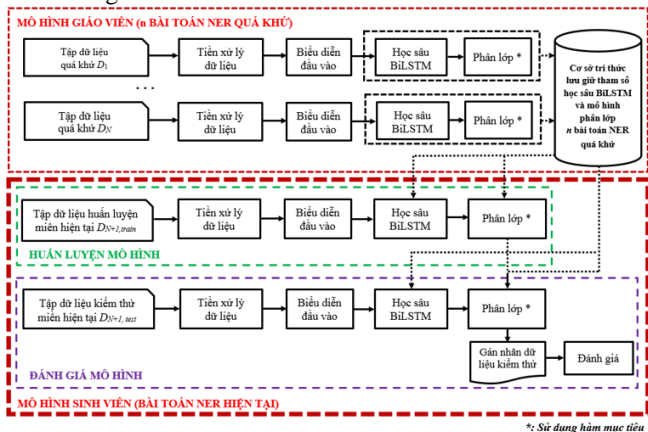 MÔ HÌNH GIÁO VIÊN (n BÀI TOÁN NER QUÁ KHỨ)
Tập dữ liệu
quá khứ D1
Tiền xử lý
dữ liệu
Biểu diễn
đầu vào
Học sâu
BiLSTM
Phân lớp *
. . .
Tập dữ liệu
quá khứ DN
Tiền xử lý
dữ liệu
Biểu diễn
đầu vào
Học sâu
BiLSTM
Phân lớp *
Cơ sở tri thức
lưu giữ tham số
học sâu BiLSTM
và mô hình
phân lớp
n bài toán NER
quá khứ
Tập dữ liệu huấn luyện
miền hiện tại DN+1,train
Tiền xử lý
dữ liệu
Biểu diễn
đầu vào
Học sâu
BiLSTM
Phân lớp *
HUẤN LUYỆN MÔ HÌNH
Tập dữ liệu kiểm thử
miền hiện tại DN+1, test
Tiền xử lý
dữ liệu
Biểu diễn
đầu vào
Học sâu
BiLSTM
Phân lớp *
Gán nhãn dữ
liệu kiểm thử
Đánh giá
ĐÁNH GIÁ MÔ HÌNH
MÔ HÌNH SINH VIÊN (BÀI TOÁN NER HIỆN TẠI)
*: Sử dụng hàm mục tiêu